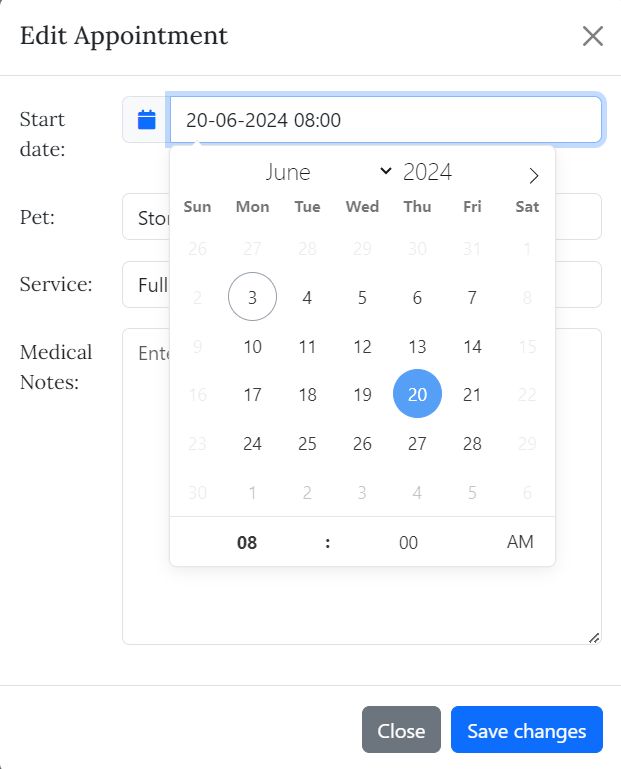 Edit Appointment
Start
date:
20-06-2024 08:00
June 2024
Sun Mon Tue Wed Thu Fri Sat
26 27 28 29 30 31 1
2 3 4 5 6 7 8
9 10 11 12 13 14 15
16 17 18 19 20 21 22
23 24 25 26 27 28 29
30 1 2 3 4 5 6
08 : 00 AM
Pet:
Service: Full
Medical
Notes:
Close Save changes